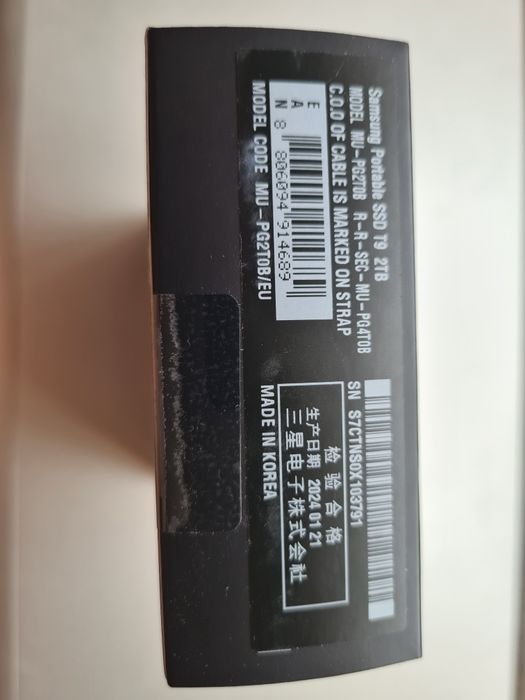 Samsung Portable SSD T9 2TB
MODEL MU-PG2T0B R-R-SEC-MU-PG4T0B
C.O.O OF CABLE IS MARKED ON STRAP
E A N
8 806094 914689
MODEL CODE MU-PG2T0B/EU
SN S7CTNS0X103791
检验合格
生产日期 2024 01 21
三星电子株式会社
MADE IN KOREA